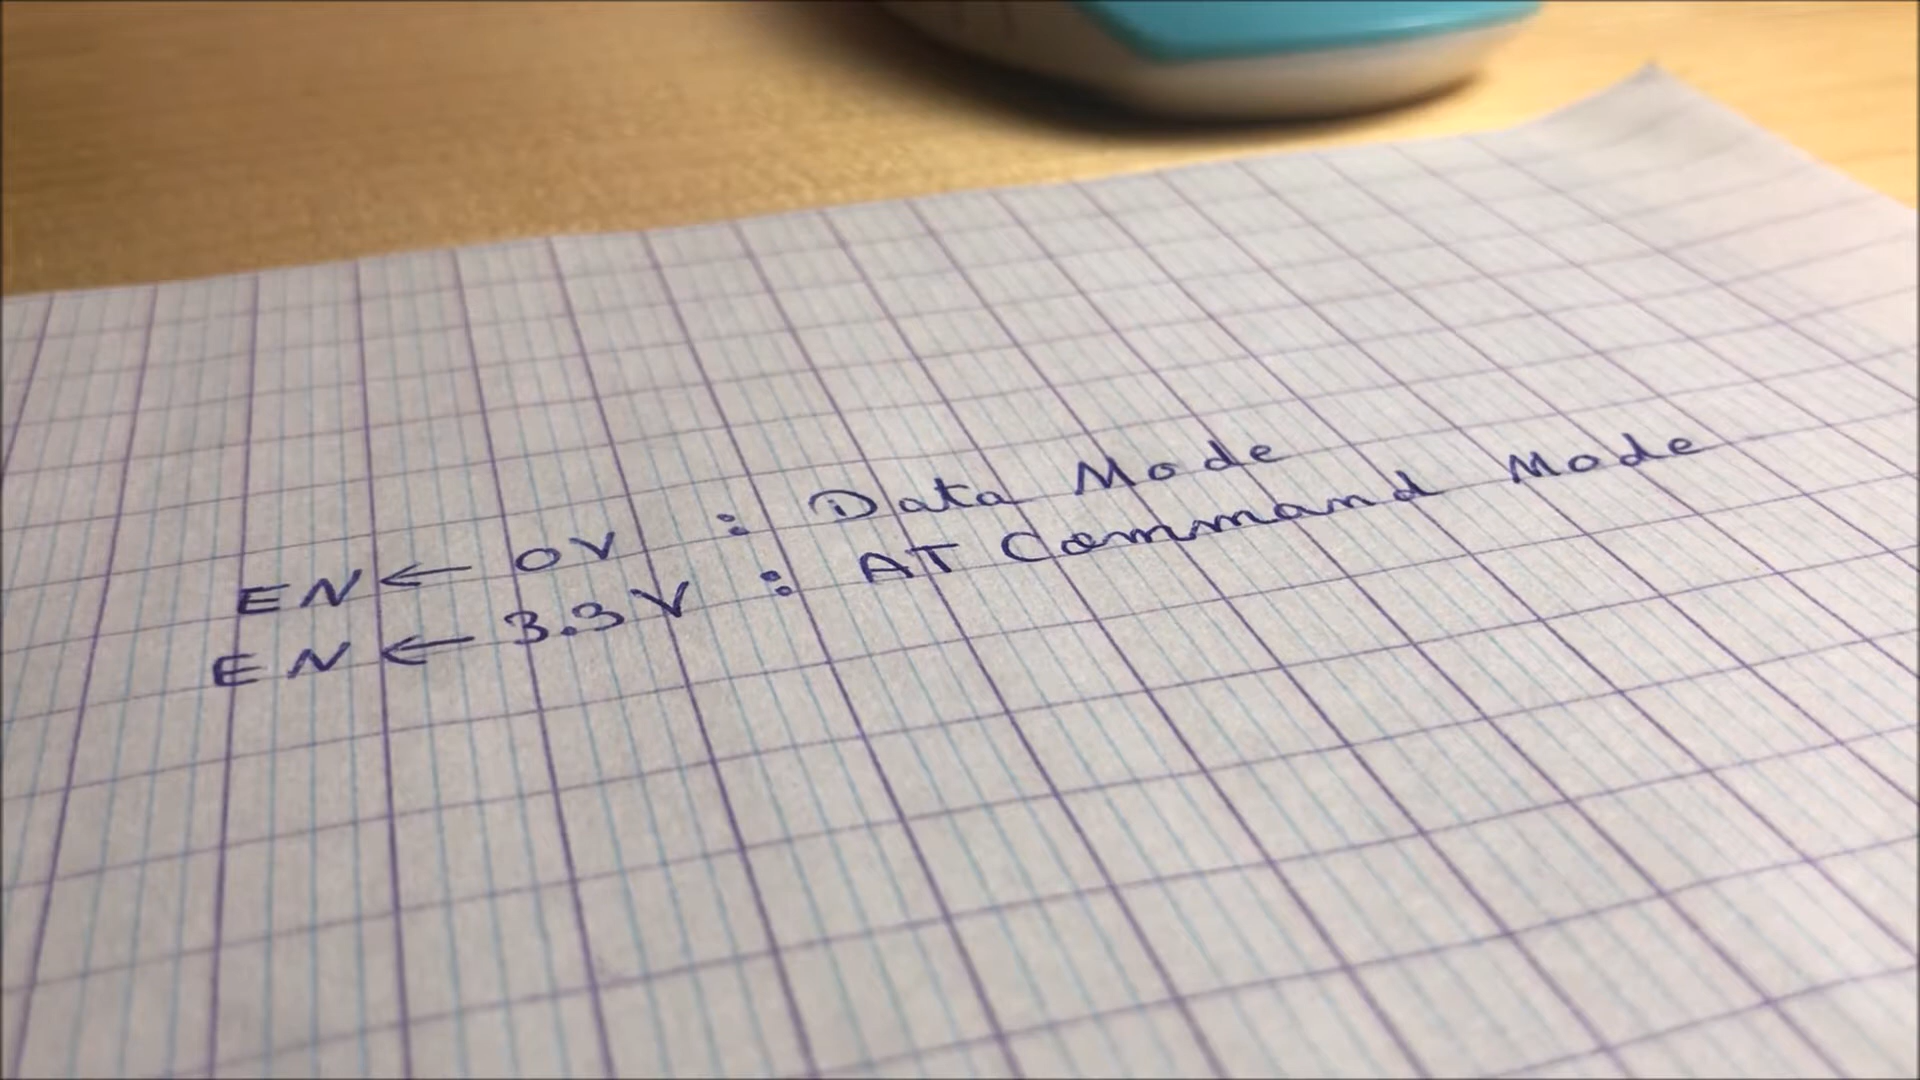 EN ← 0V : Data Mode
EN ← 3.3V : AT Command Mode